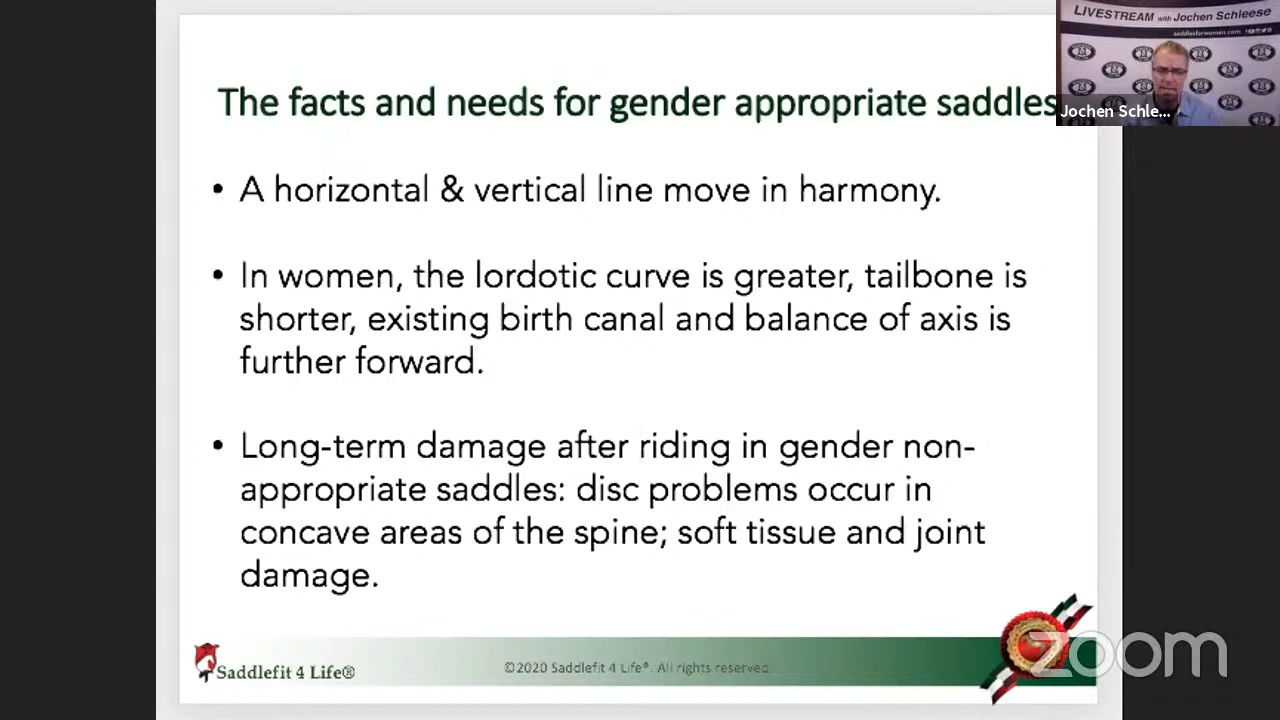 LIVESTREAM with Jochen Schleese
saddlesforwomen.com
Jochen Schle...
The facts and needs for gender appropriate saddles
• A horizontal & vertical line move in harmony.
• In women, the lordotic curve is greater, tailbone is
shorter, existing birth canal and balance of axis is
further forward.
• Long-term damage after riding in gender non-
appropriate saddles: disc problems occur in
concave areas of the spine; soft tissue and joint
damage.
Saddlefit 4 Life®
©2020 Saddlefit 4 Life®. All rights reserved.
zoom